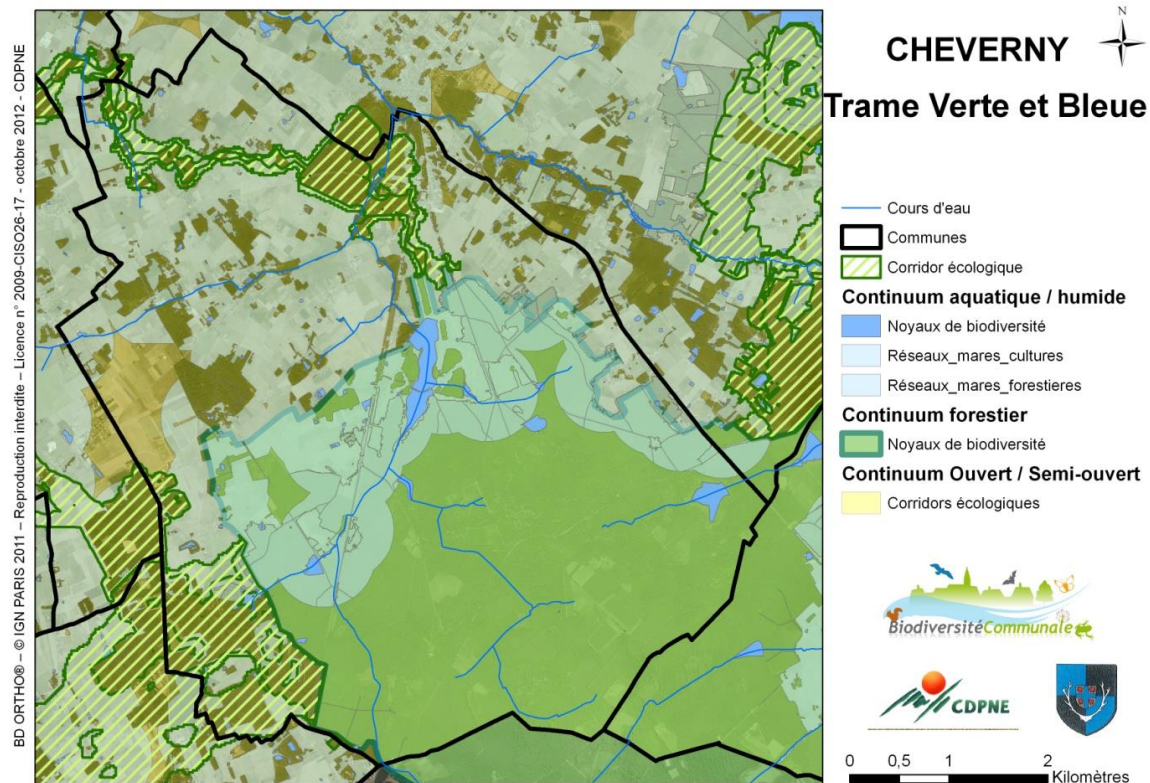 BD ORTHO® – © IGN PARIS 2011 – Reproduction interdite – Licence n° 2009-CISO26-17 - octobre 2012 - CDPNE
N
CHEVERNY
Trame Verte et Bleue
Cours d'eau
Communes
Corridor écologique
Continuum aquatique / humide
Noyaux de biodiversité
Réseaux_mares_cultures
Réseaux_mares_forestieres
Continuum forestier
Noyaux de biodiversité
Continuum Ouvert / Semi-ouvert
Corridors écologiques
BiodiversitéCommunale
CDPNE
0 0,5 1 2
Kilomètres